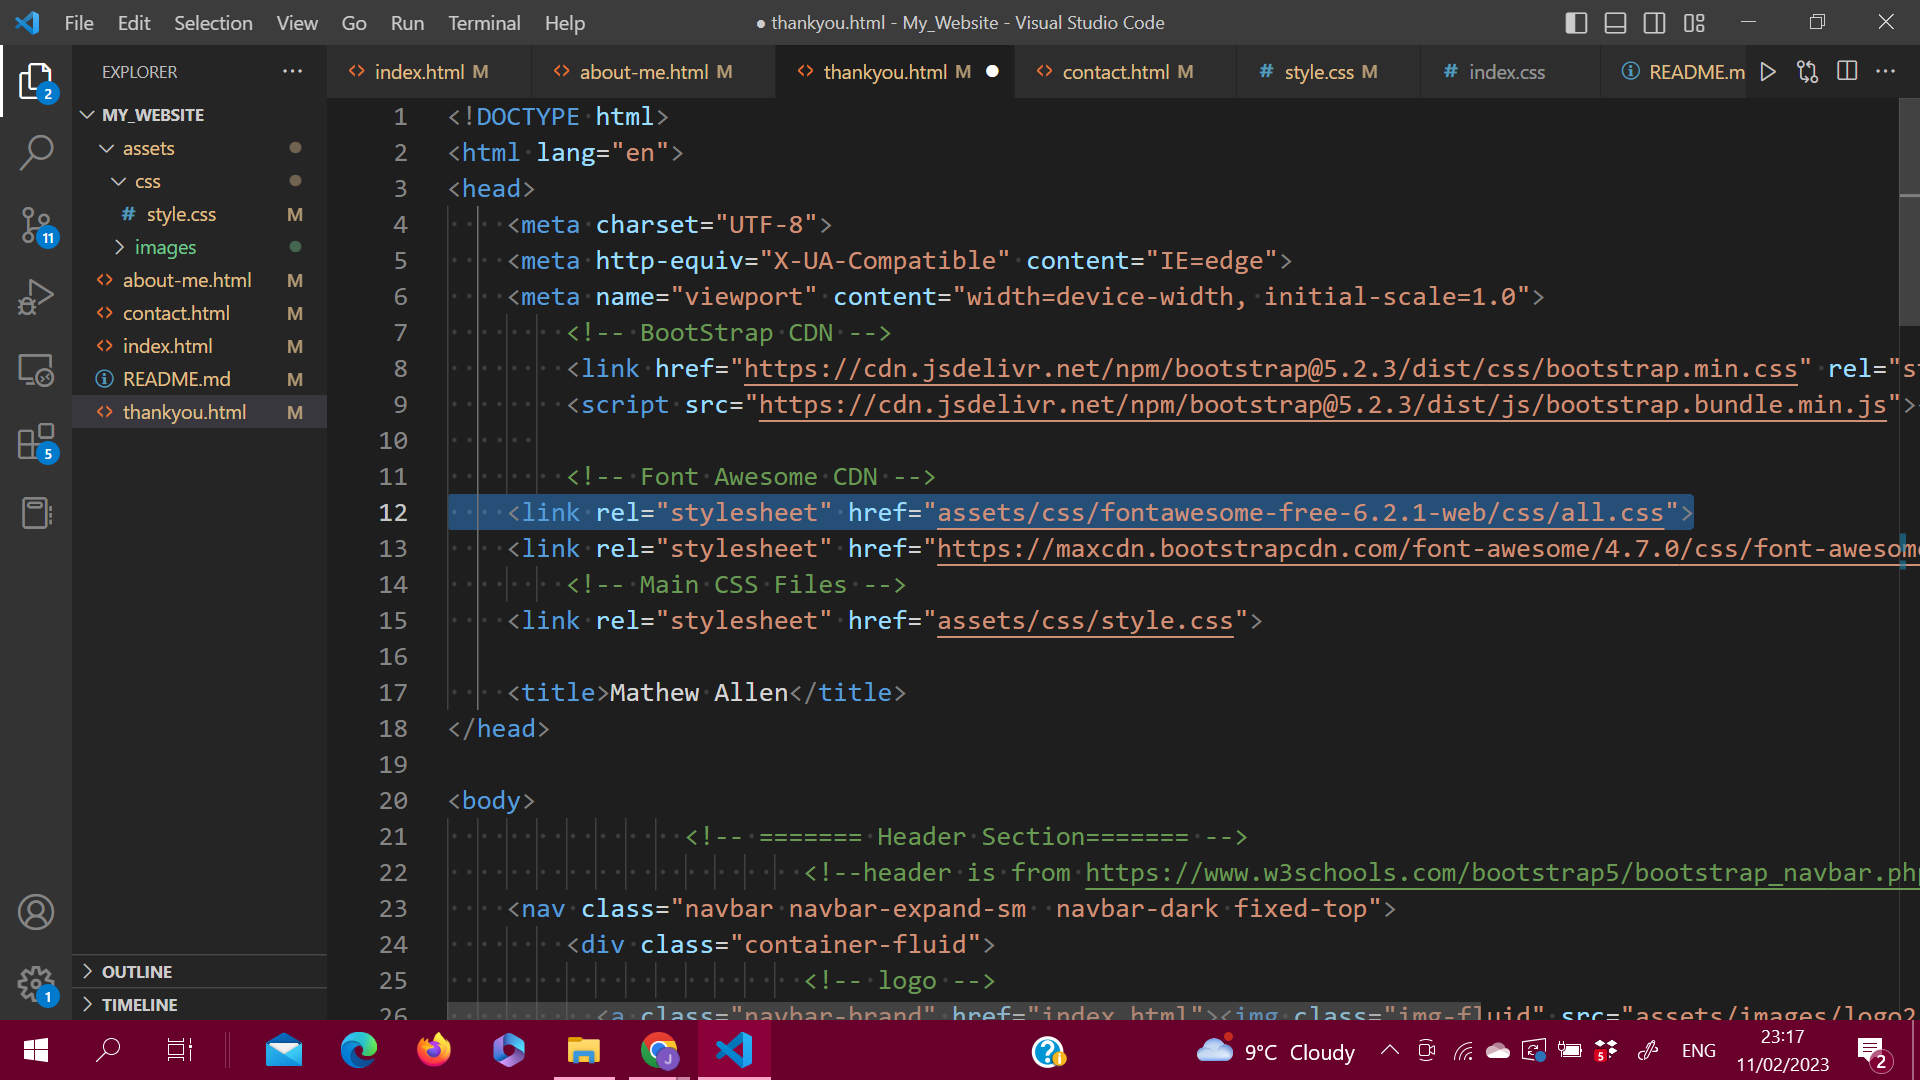 File Edit Selection View Go Run Terminal Help
● thankyou.html - My_Website - Visual Studio Code
EXPLORER
index.html M
about-me.html M
thankyou.html M
contact.html M
style.css M
index.css
README.m
MY_WEBSITE
assets
css
style.css M
images
about-me.html M
contact.html M
index.html M
README.md M
thankyou.html M
OUTLINE
TIMELINE
2
11
5
1
1 <!DOCTYPE html>
2 <html lang="en">
3 <head>
4 <meta charset="UTF-8">
5 <meta http-equiv="X-UA-Compatible" content="IE=edge">
6 <meta name="viewport" content="width=device-width, initial-scale=1.0">
7 <!-- BootStrap CDN -->
8 <link href="https://cdn.jsdelivr.net/npm/bootstrap@5.2.3/dist/css/bootstrap.min.css" rel="s
9 <script src="https://cdn.jsdelivr.net/npm/bootstrap@5.2.3/dist/js/bootstrap.bundle.min.js">
10
11 <!-- Font Awesome CDN -->
12 <link rel="stylesheet" href="assets/css/fontawesome-free-6.2.1-web/css/all.css">
13 <link rel="stylesheet" href="https://maxcdn.bootstrapcdn.com/font-awesome/4.7.0/css/font-awesom
14 <!-- Main CSS Files -->
15 <link rel="stylesheet" href="assets/css/style.css">
16
17 <title>Mathew Allen</title>
18 </head>
19
20 <body>
21 <!-- ======= Header Section======= -->
22 <!--header is from https://www.w3schools.com/bootstrap5/bootstrap_navbar.ph
23 <nav class="navbar navbar-expand-sm  navbar-dark fixed-top">
24 <div class="container-fluid">
25 <!-- logo -->
26 <a class="navbar-brand" href="index.html"><img class="img-fluid" src="assets/images/logo2
9°C Cloudy
5
ENG
23:17
11/02/2023
2